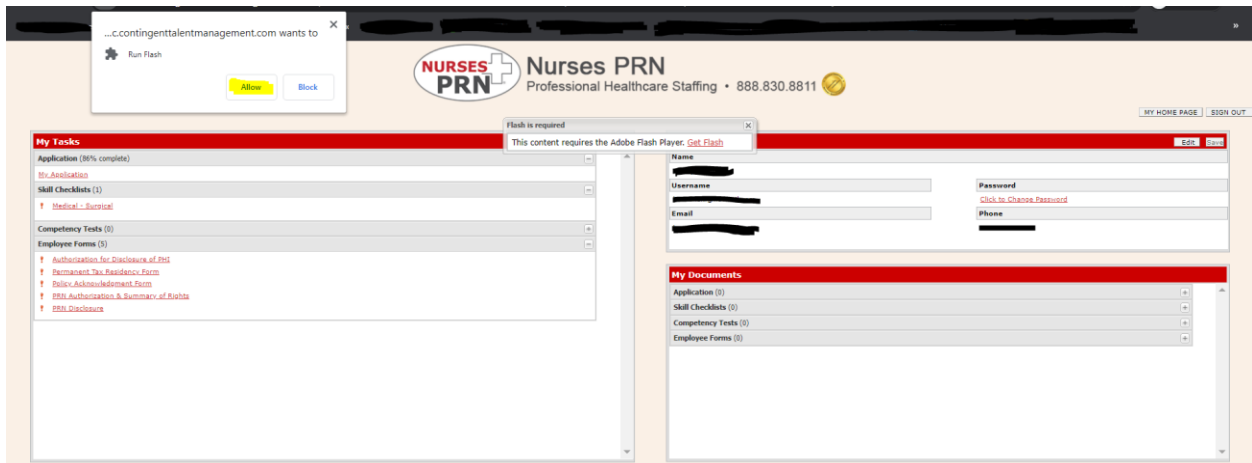 ...c.contingenttalentmanagement.com wants to
×
»
Run Flash
Allow
Block
NURSES
PRN
Nurses PRN
Professional Healthcare Staffing • 888.830.8811
MY HOME PAGE
SIGN OUT
Flash is required
x
This content requires the Adobe Flash Player. Get Flash
My Tasks
Application (86% complete)
My Application
Skill Checklists (1)
! Medical - Surgical
Competency Tests (0)
Employee Forms (5)
! Authorization for Disclosure of PHI
! Permanent Tax Residency Form
! Policy Acknowledgment Form
! PRN Authorization & Summary of Rights
! PRN Disclosure
Edit
Save
Name
Username
Password
Click to Change Password
Email
Phone
My Documents
Application (0)
Skill Checklists (0)
Competency Tests (0)
Employee Forms (0)